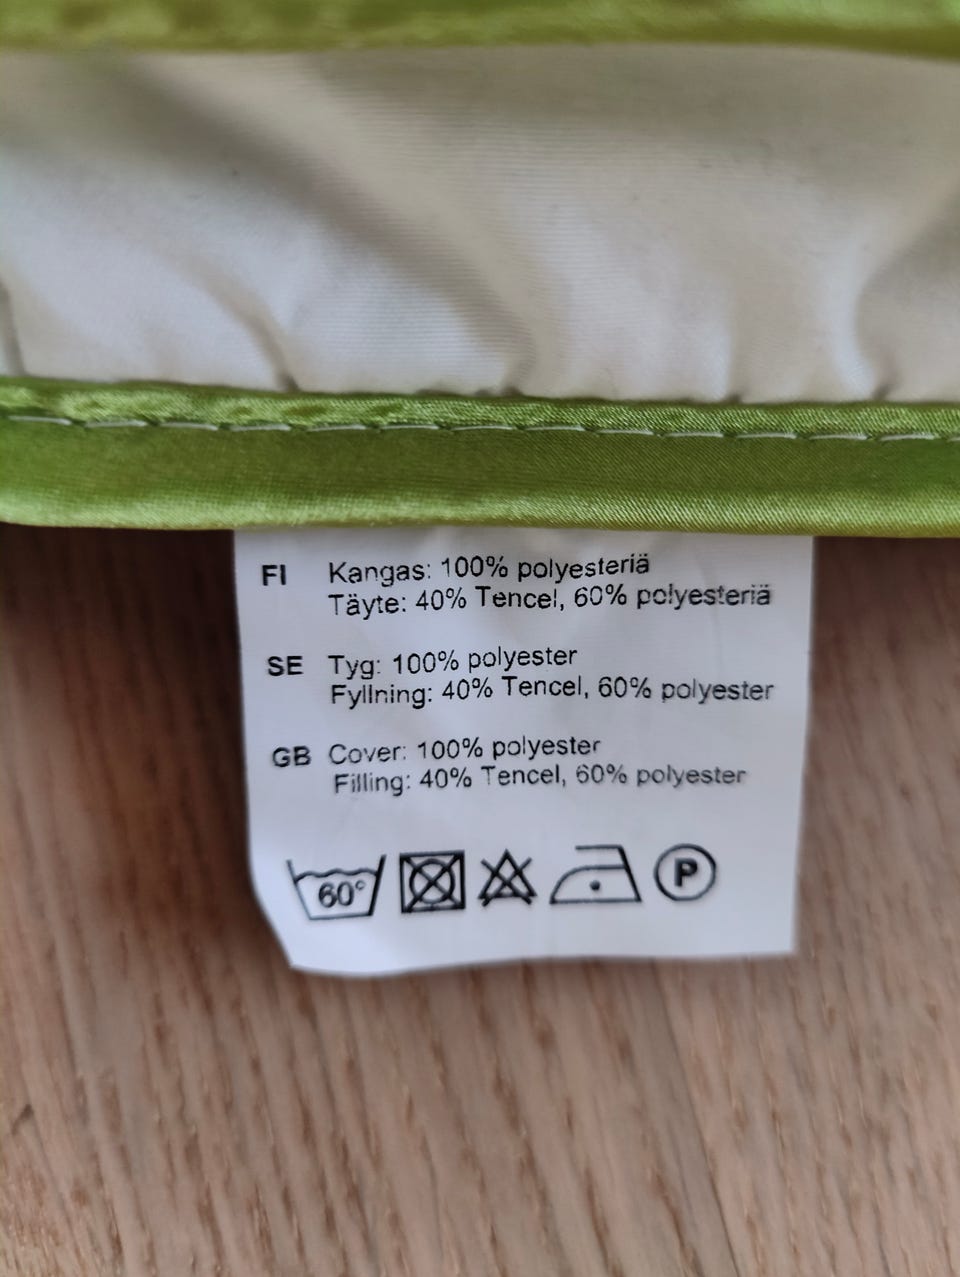 FI Kangas: 100% polyesteriä
Täyte: 40% Tencel, 60% polyesteriä
SE Tyg: 100% polyester
Fyllning: 40% Tencel, 60% polyester
GB Cover: 100% polyester
Filling: 40% Tencel, 60% polyester
60° P